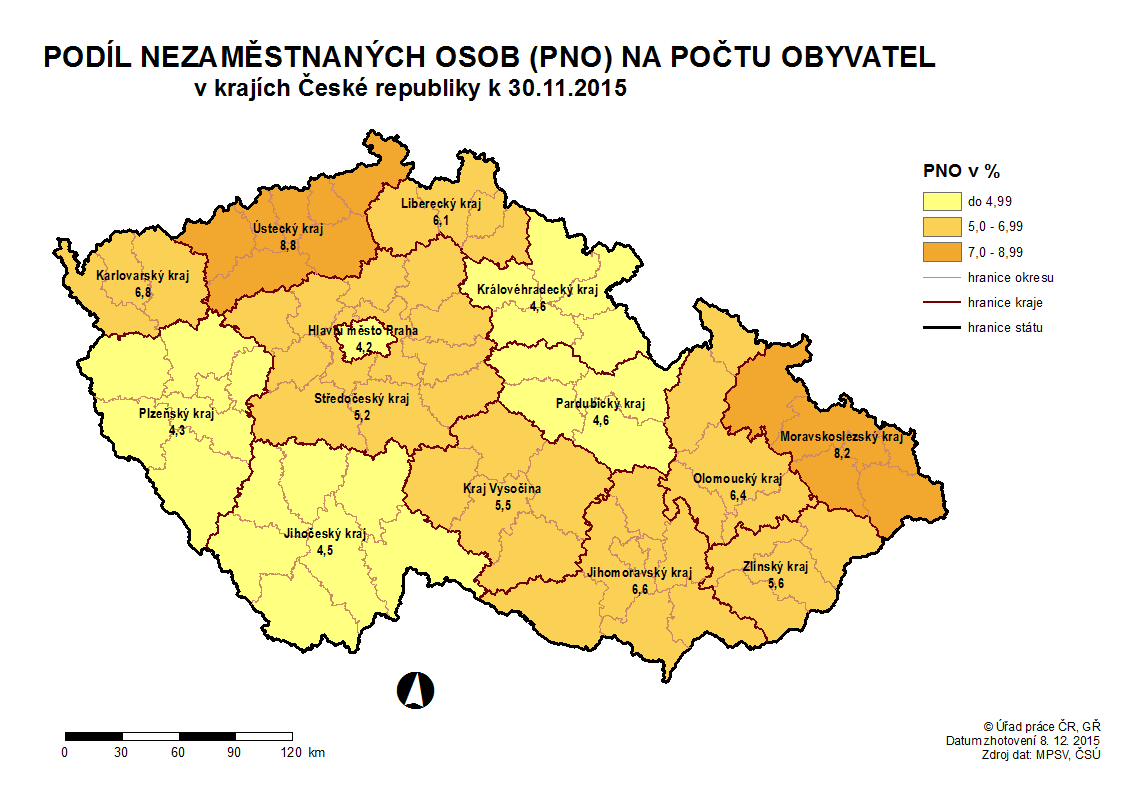 PODÍL NEZAMĚSTNANÝCH OSOB (PNO) NA POČTU OBYVATEL
v krajích České republiky k 30.11.2015
PNO v %
do 4,99
5,0 - 6,99
7,0 - 8,99
hranice okresu
hranice kraje
hranice státu
Liberecký kraj
6,1
Ústecký kraj
8,8
Karlovarský kraj
6,8
Královéhradecký kraj
4,6
Hlavní město Praha
4,2
Středočeský kraj
5,2
Pardubický kraj
4,6
Plzeňský kraj
4,3
Moravskoslezský kraj
8,2
Olomoucký kraj
6,4
Kraj Vysočina
5,5
Jihočeský kraj
4,5
Zlínský kraj
5,6
Jihomoravský kraj
6,6
0 30 60 90 120 km
© Úřad práce ČR, GŘ
Datum zhotovení 8. 12. 2015
Zdroj dat: MPSV, ČSÚ